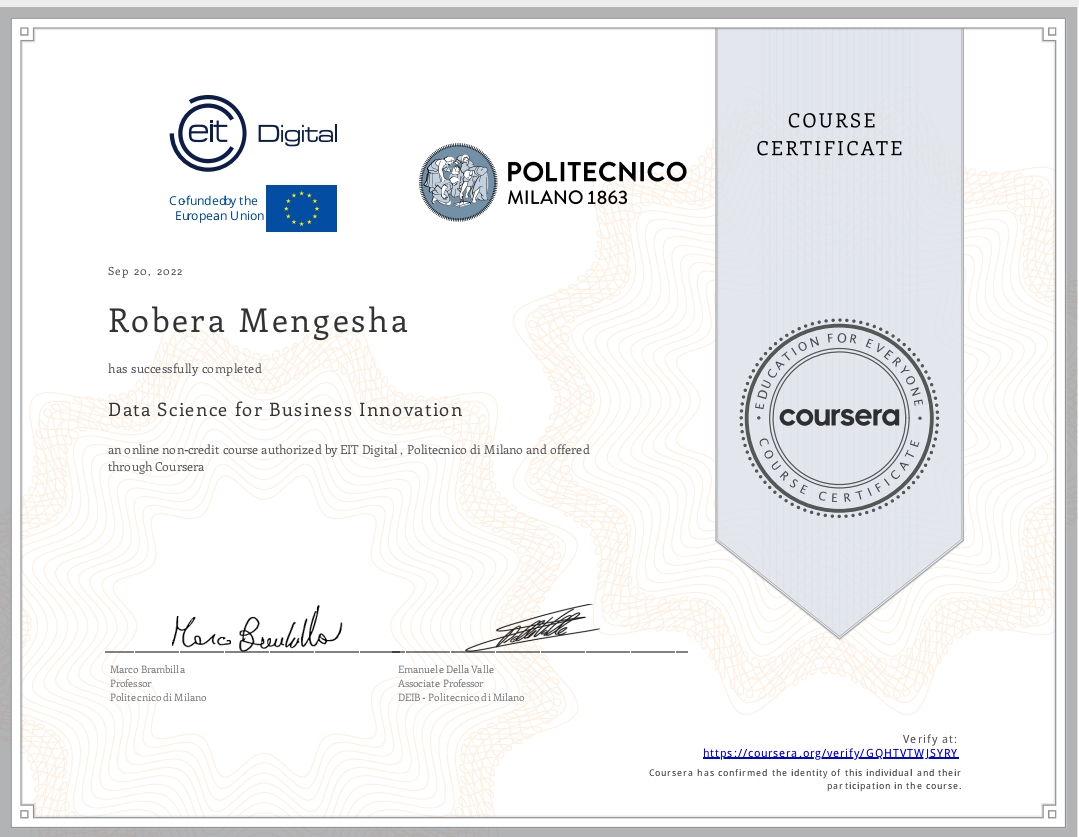 eit Digital
Cofunded by the
European Union
POLITECNICO
MILANO 1863
COURSE
CERTIFICATE
Sep 20, 2022
Robera Mengesha
has successfully completed
Data Science for Business Innovation
an online non-credit course authorized by EIT Digital , Politecnico di Milano and offered
through Coursera
EDUCATION FOR EVERYONE
coursera
COURSE CERTIFICATE
Marco Brambilla
Marco Brambilla
Professor
Politecnico di Milano
Emanuele Della Valle
Associate Professor
DEIB - Politecnico di Milano
Verify at:
https://coursera.org/verify/GQHTVTWJSYRY
Coursera has confirmed the identity of this individual and their
participation in the course.